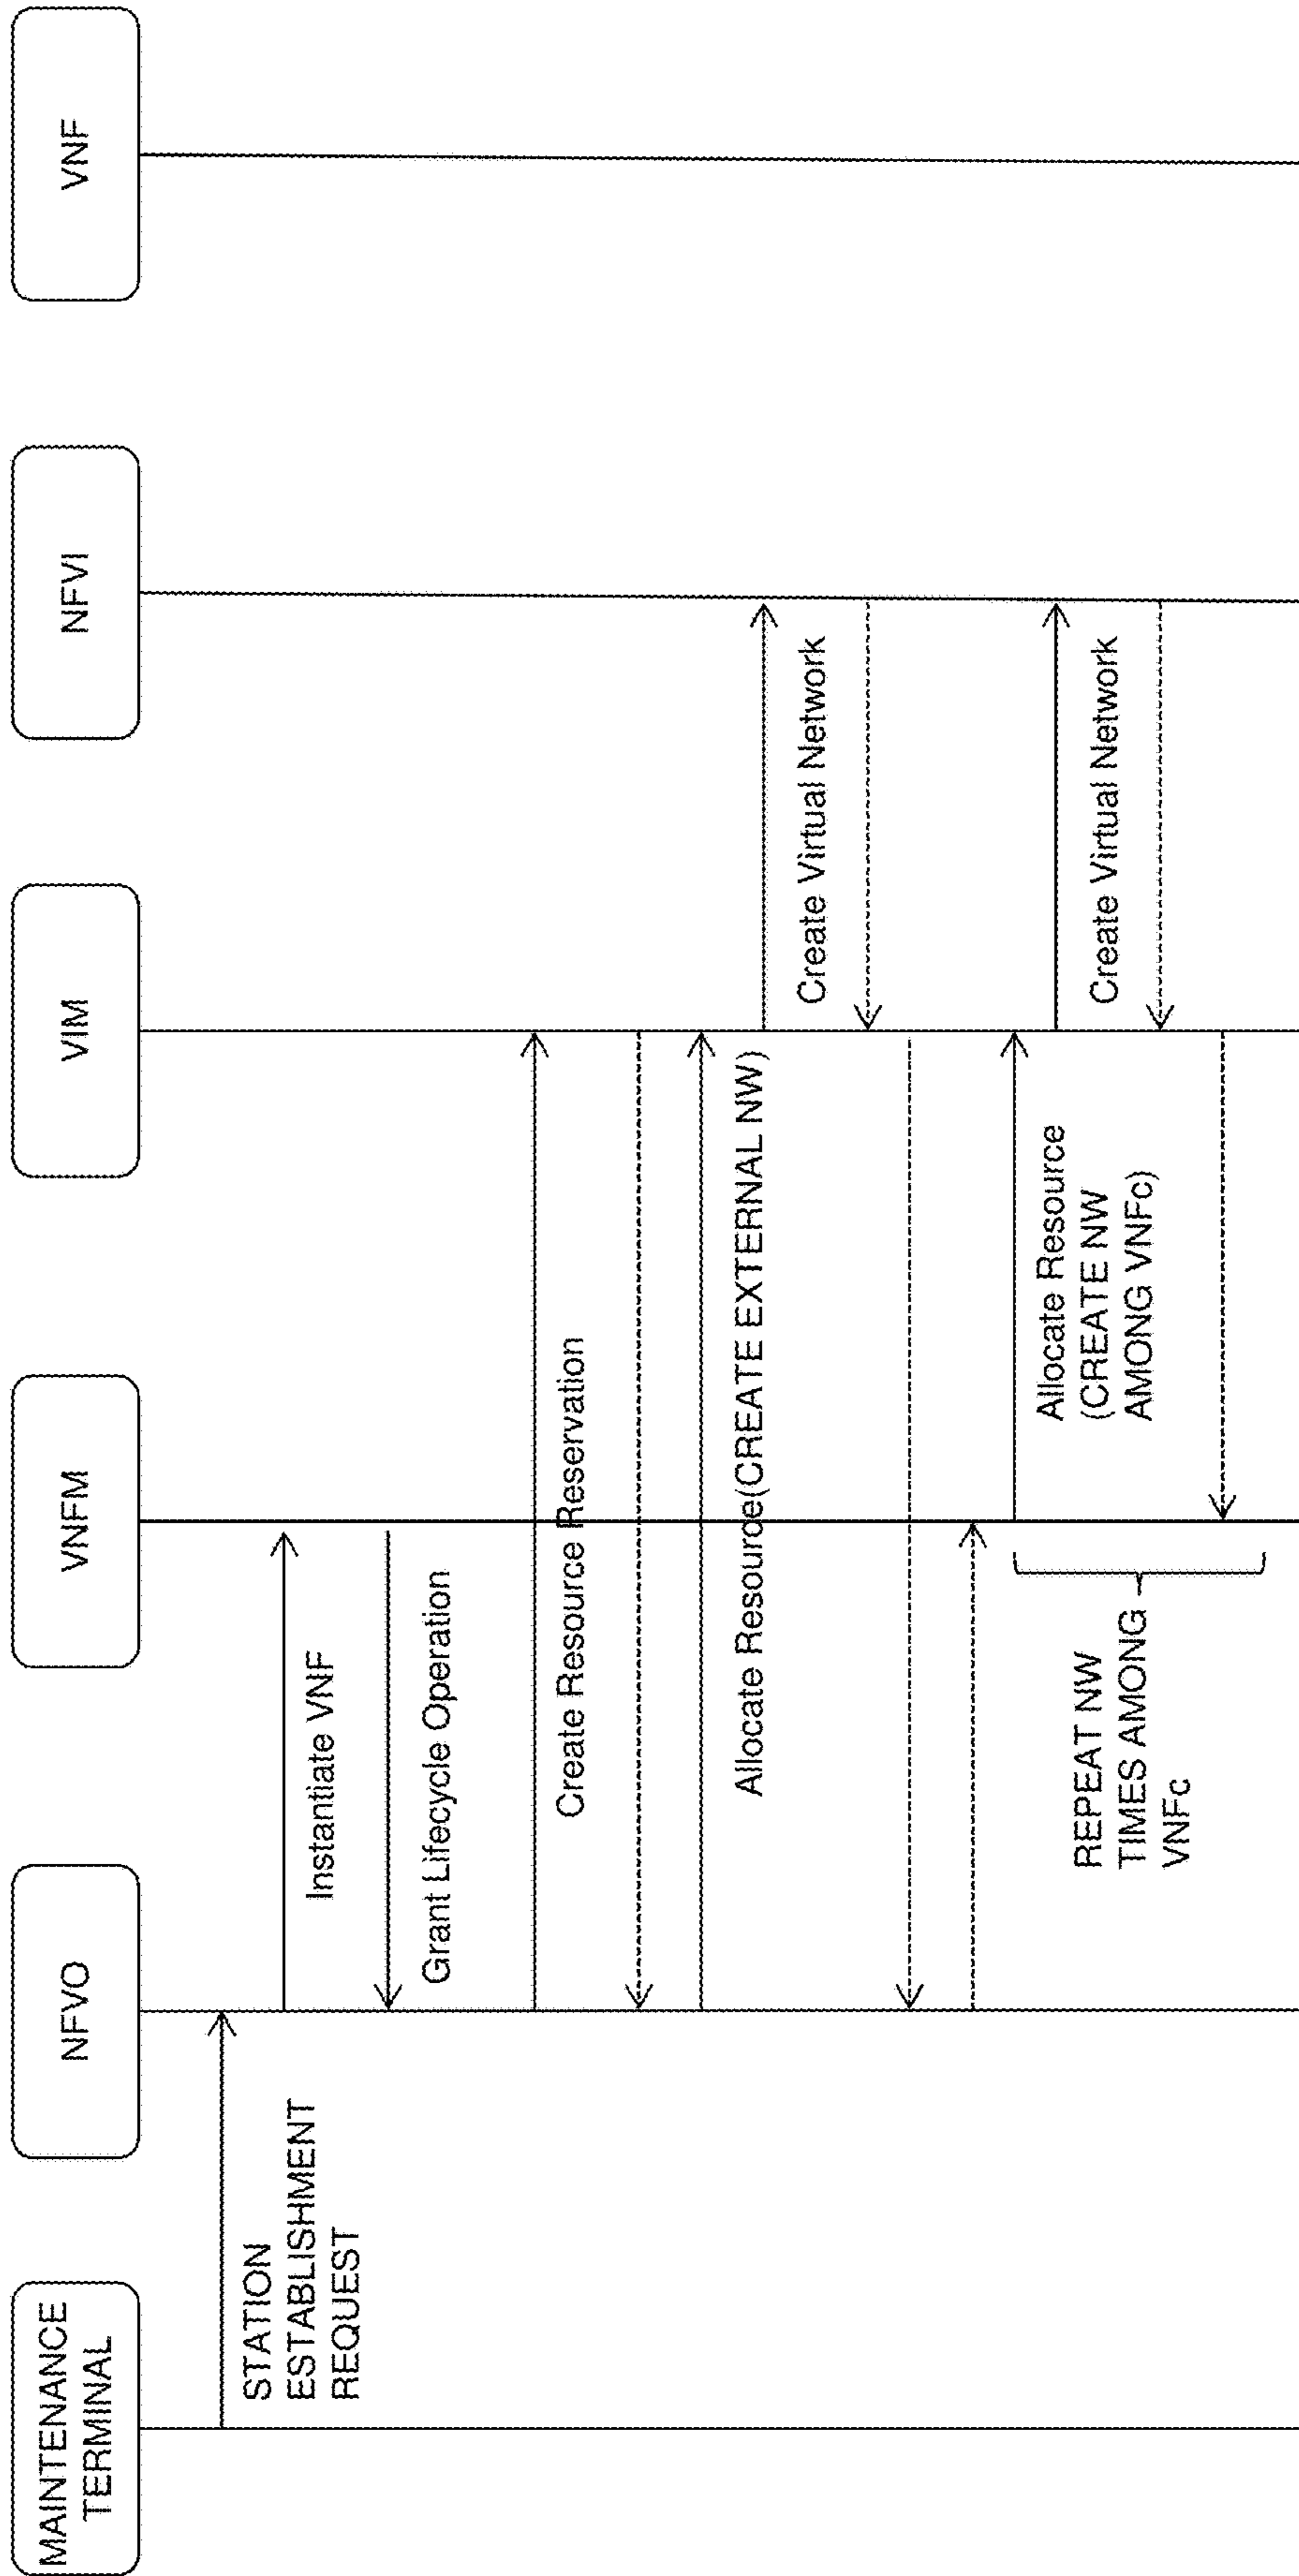 MAINTENANCE
TERMINAL
NFVO
VNFM
VIM
NFVI
VNF
STATION
ESTABLISHMENT
REQUEST
Instantiate VNF
Grant Lifecycle Operation
Create Resource Reservation
Allocate Resource(CREATE EXTERNAL NW)
Create Virtual Network
Allocate Resource
(CREATE NW
AMONG VNFc)
Create Virtual Network
REPEAT NW
TIMES AMONG
VNFc